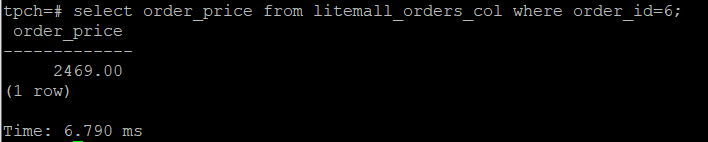 tpch=# select order_price from litemall_orders_col where order_id=6;
 order_price
-------------
     2469.00
(1 row)

Time: 6.790 ms